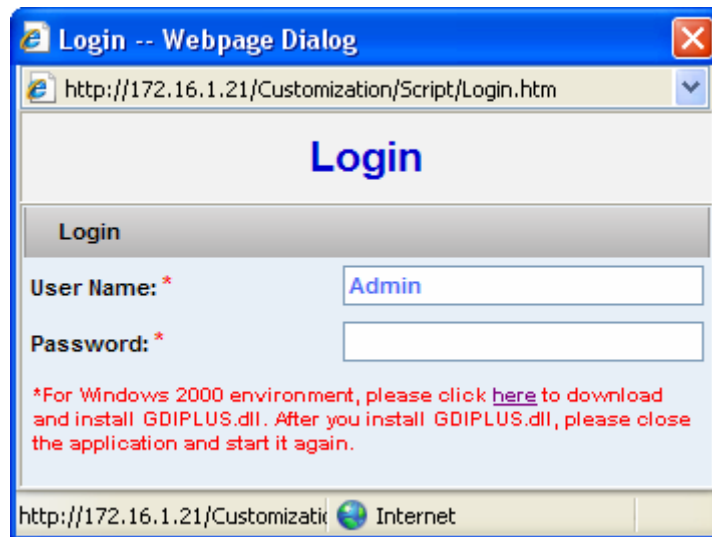 Login -- Webpage Dialog
http://172.16.1.21/Customization/Script/Login.htm
Login
Login
User Name: *
Admin
Password: *
*For Windows 2000 environment, please click here to download
and install GDIPLUS.dll. After you install GDIPLUS.dll, please close
the application and start it again.
http://172.16.1.21/Customizatic
Internet